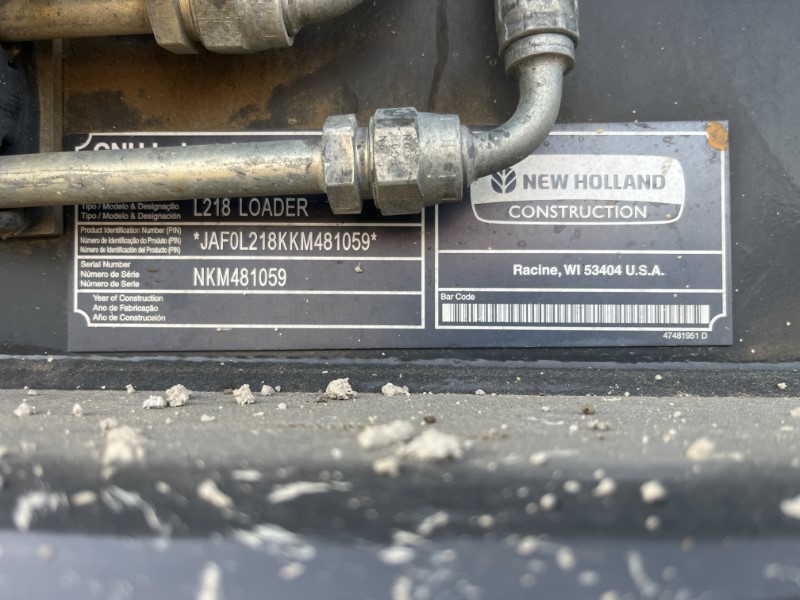 Tipo / Modelo & Designação
Tipo / Modelo & Designación
L218 LOADER
Product Identification Number (PIN)
Número de Identificação do Produto (PIN)
Número de Identificación del Producto (PIN)
*JAF0L218KKM481059*
Serial Number
Número de Série
Número de Serie
NKM481059
Year of Construction
Ano de Fabricação
Año de Construcción
NEW HOLLAND
CONSTRUCTION
Racine, WI 53404 U.S.A.
Bar Code
47481951 D